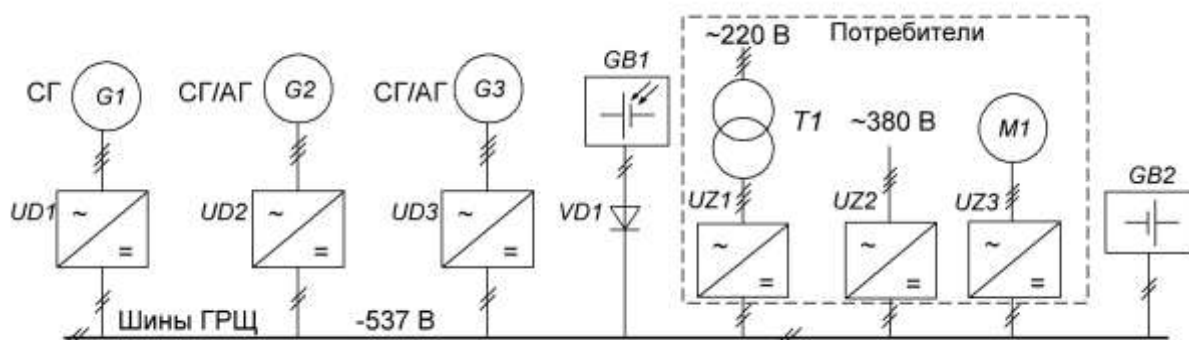 ~220 В Потребители
GB1
СГ G1 СГ/АГ G2 СГ/АГ G3
T1 ~380 В M1
GB2
UD1 ~ = UD2 ~ = UD3 ~ = VD1 UZ1 ~ = UZ2 ~ = UZ3 ~ =
Шины ГРЩ -537 В